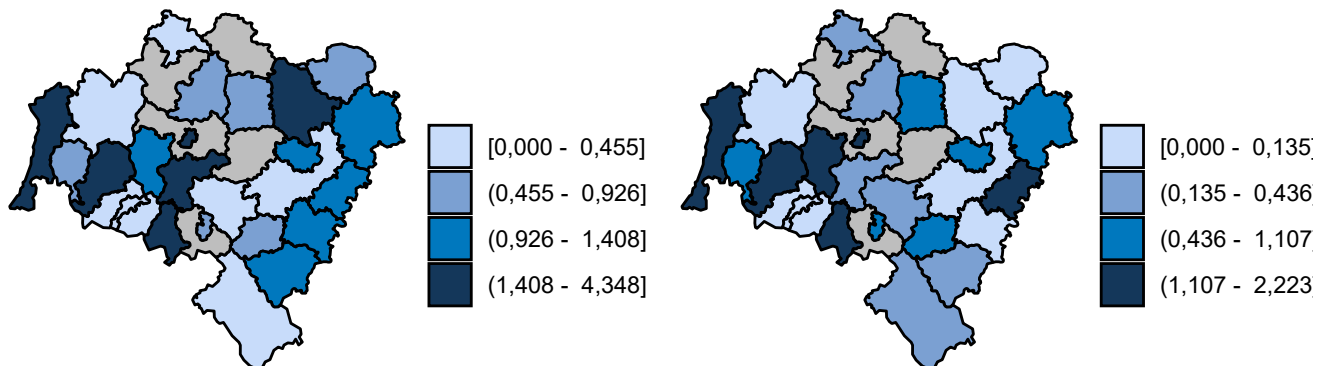 [0,000 - 0,455]
(0,455 - 0,926]
(0,926 - 1,408]
(1,408 - 4,348]
[0,000 - 0,135]
(0,135 - 0,436]
(0,436 - 1,107]
(1,107 - 2,223]